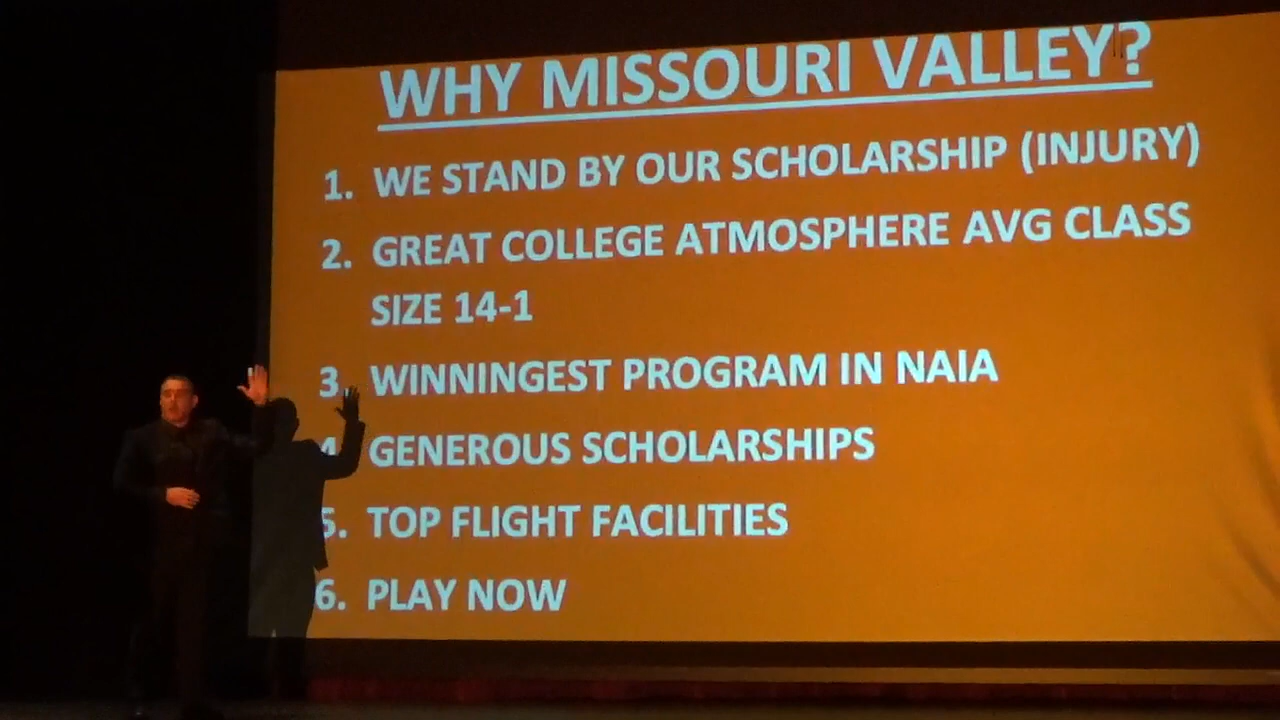 WHY MISSOURI VALLEY?
1. WE STAND BY OUR SCHOLARSHIP (INJURY)
2. GREAT COLLEGE ATMOSPHERE AVG CLASS
SIZE 14-1
3. WINNINGEST PROGRAM IN NAIA
4 GENEROUS SCHOLARSHIPS
5. TOP FLIGHT FACILITIES
6. PLAY NOW